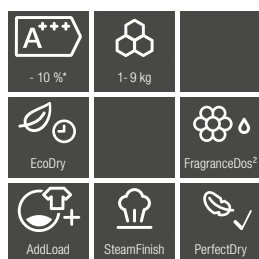 A+++
- 10 %*
1- 9 kg
EcoDry
FragranceDos²
AddLoad
SteamFinish
PerfectDry